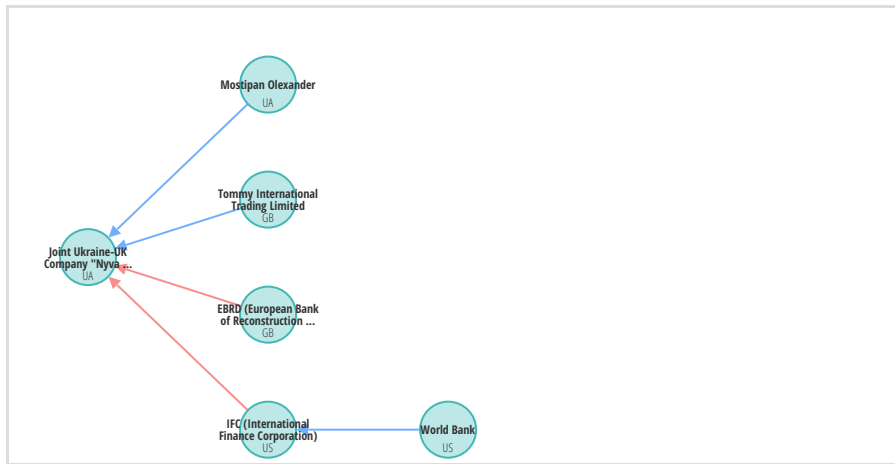 Mostipan Olexander
UA
Tommy International
Trading Limited
GB
Joint Ukraine-UK
Company "Nyva ...
UA
EBRD (European Bank
of Reconstruction ...
GB
IFC (International
Finance Corporation)
US
World Bank
US